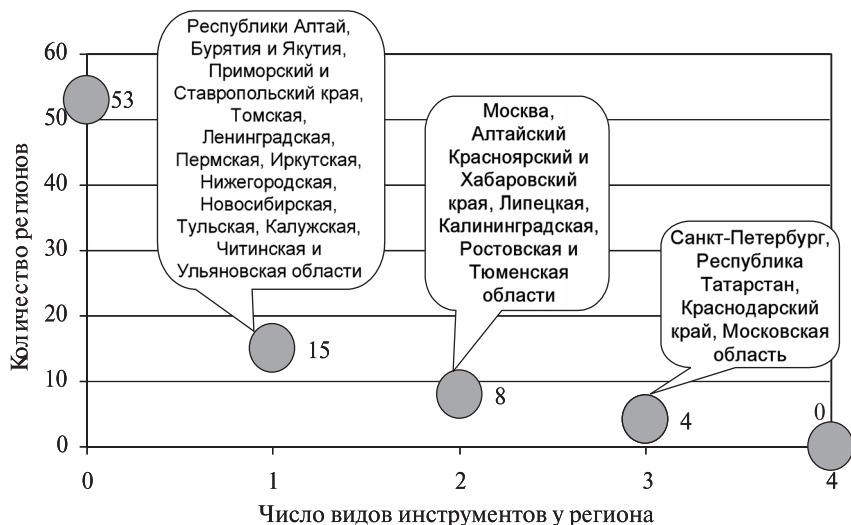 Республики Алтай,
Бурятия и Якутия,
Приморский и
Ставропольский края,
Томская,
Ленинградская,
Пермская, Иркутская,
Нижегородская,
Новосибирская,
Тульская, Калужская,
Читинская и
Ульяновская области
Москва,
Алтайский
Красноярский и
Хабаровский
края, Липецкая,
Калининградская,
Ростовская и
Тюменская
области
Санкт-Петербург,
Республика
Татарстан,
Краснодарский
край, Московская
область
Количество регионов
60
50
40
30
20
10
0
53
15
8
4
0
0 1 2 3 4
Число видов инструментов у региона